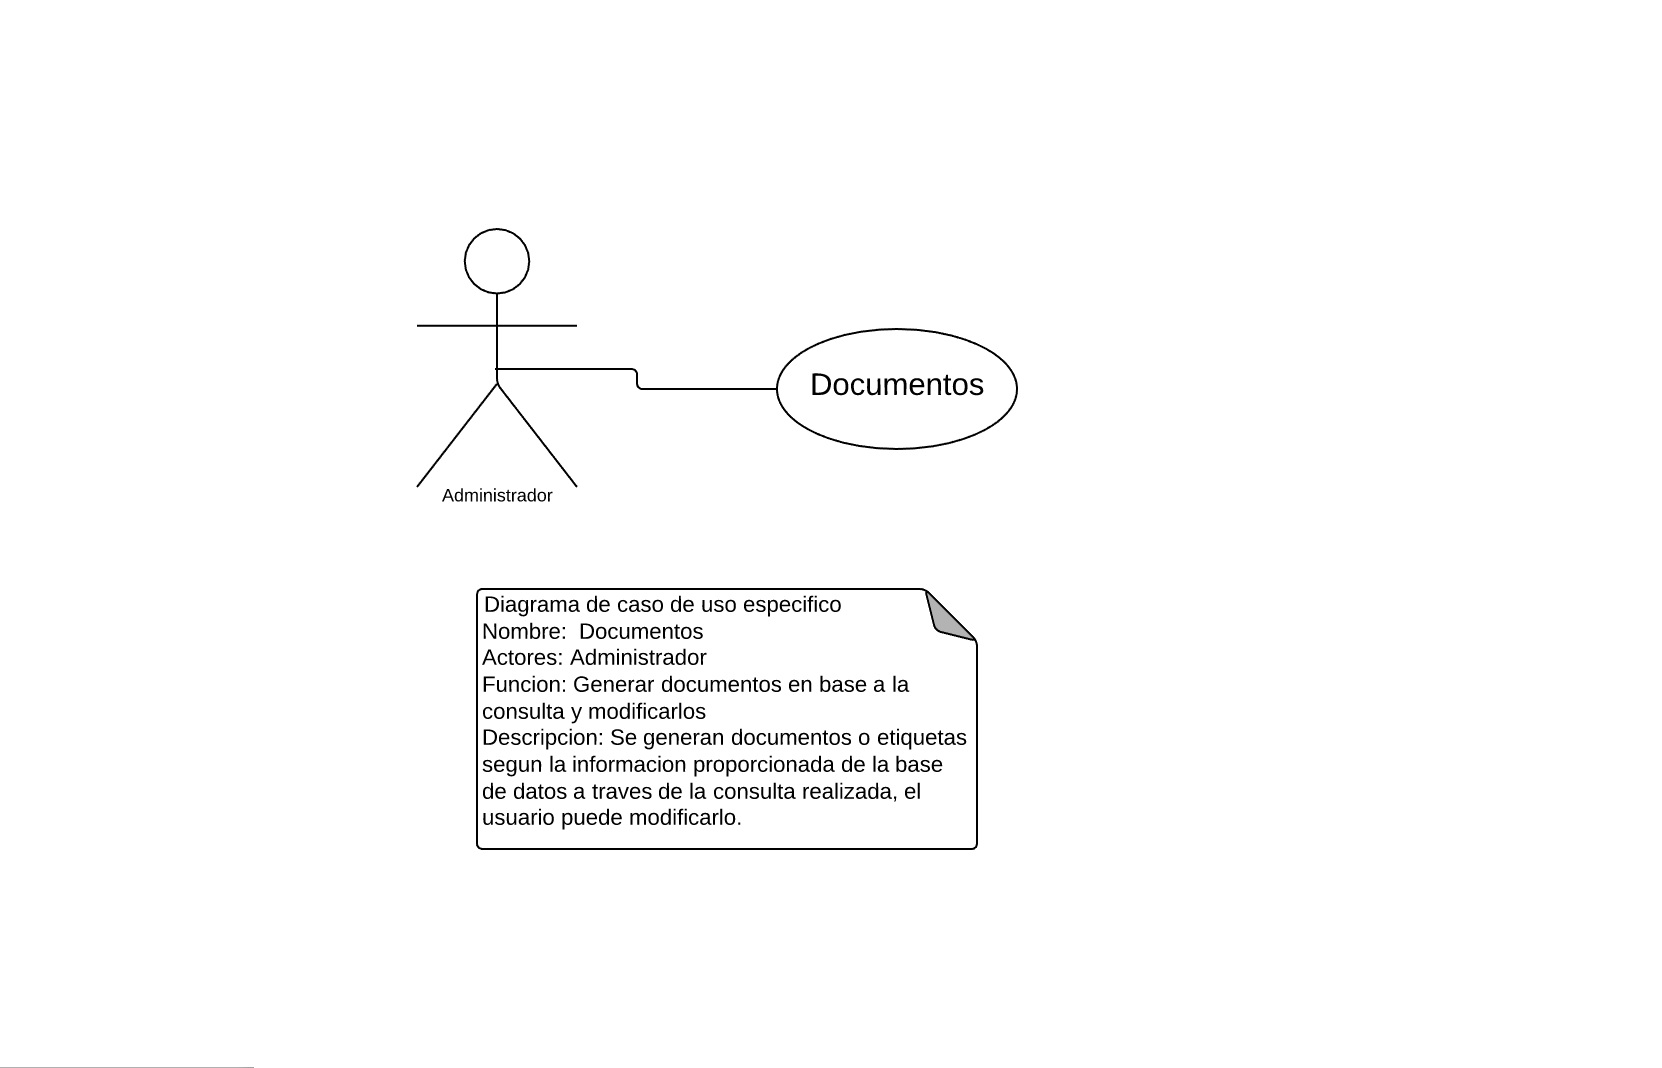 Documentos
Administrador
Diagrama de caso de uso especifico
Nombre:  Documentos
Actores: Administrador
Funcion: Generar documentos en base a la
consulta y modificarlos
Descripcion: Se generan documentos o etiquetas
segun la informacion proporcionada de la base
de datos a traves de la consulta realizada, el
usuario puede modificarlo.